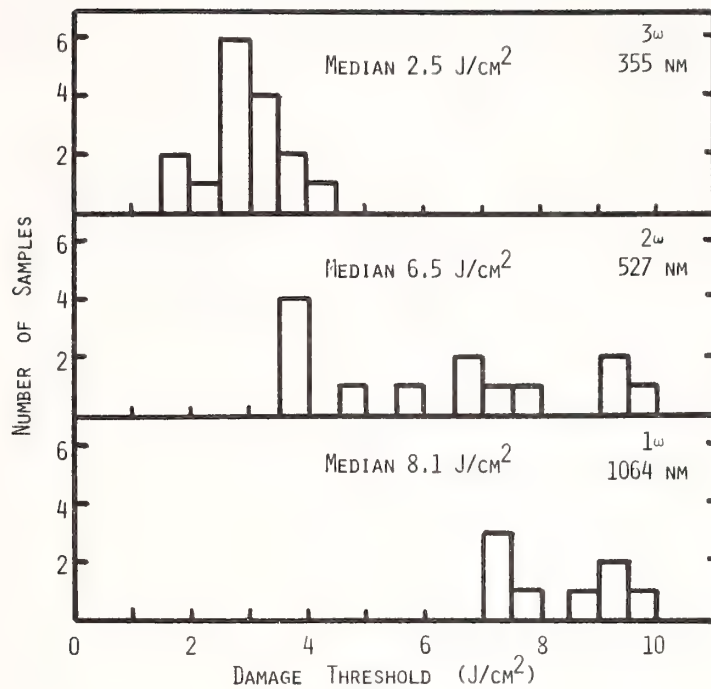 NUMBER OF SAMPLES
6
4
2
MEDIAN 2.5 J/CM2
3ω
355 NM
6
4
2
MEDIAN 6.5 J/CM2
2ω
527 NM
6
4
2
MEDIAN 8.1 J/CM2
1ω
1064 NM
0 2 4 6 8 10
DAMAGE THRESHOLD (J/CM2)